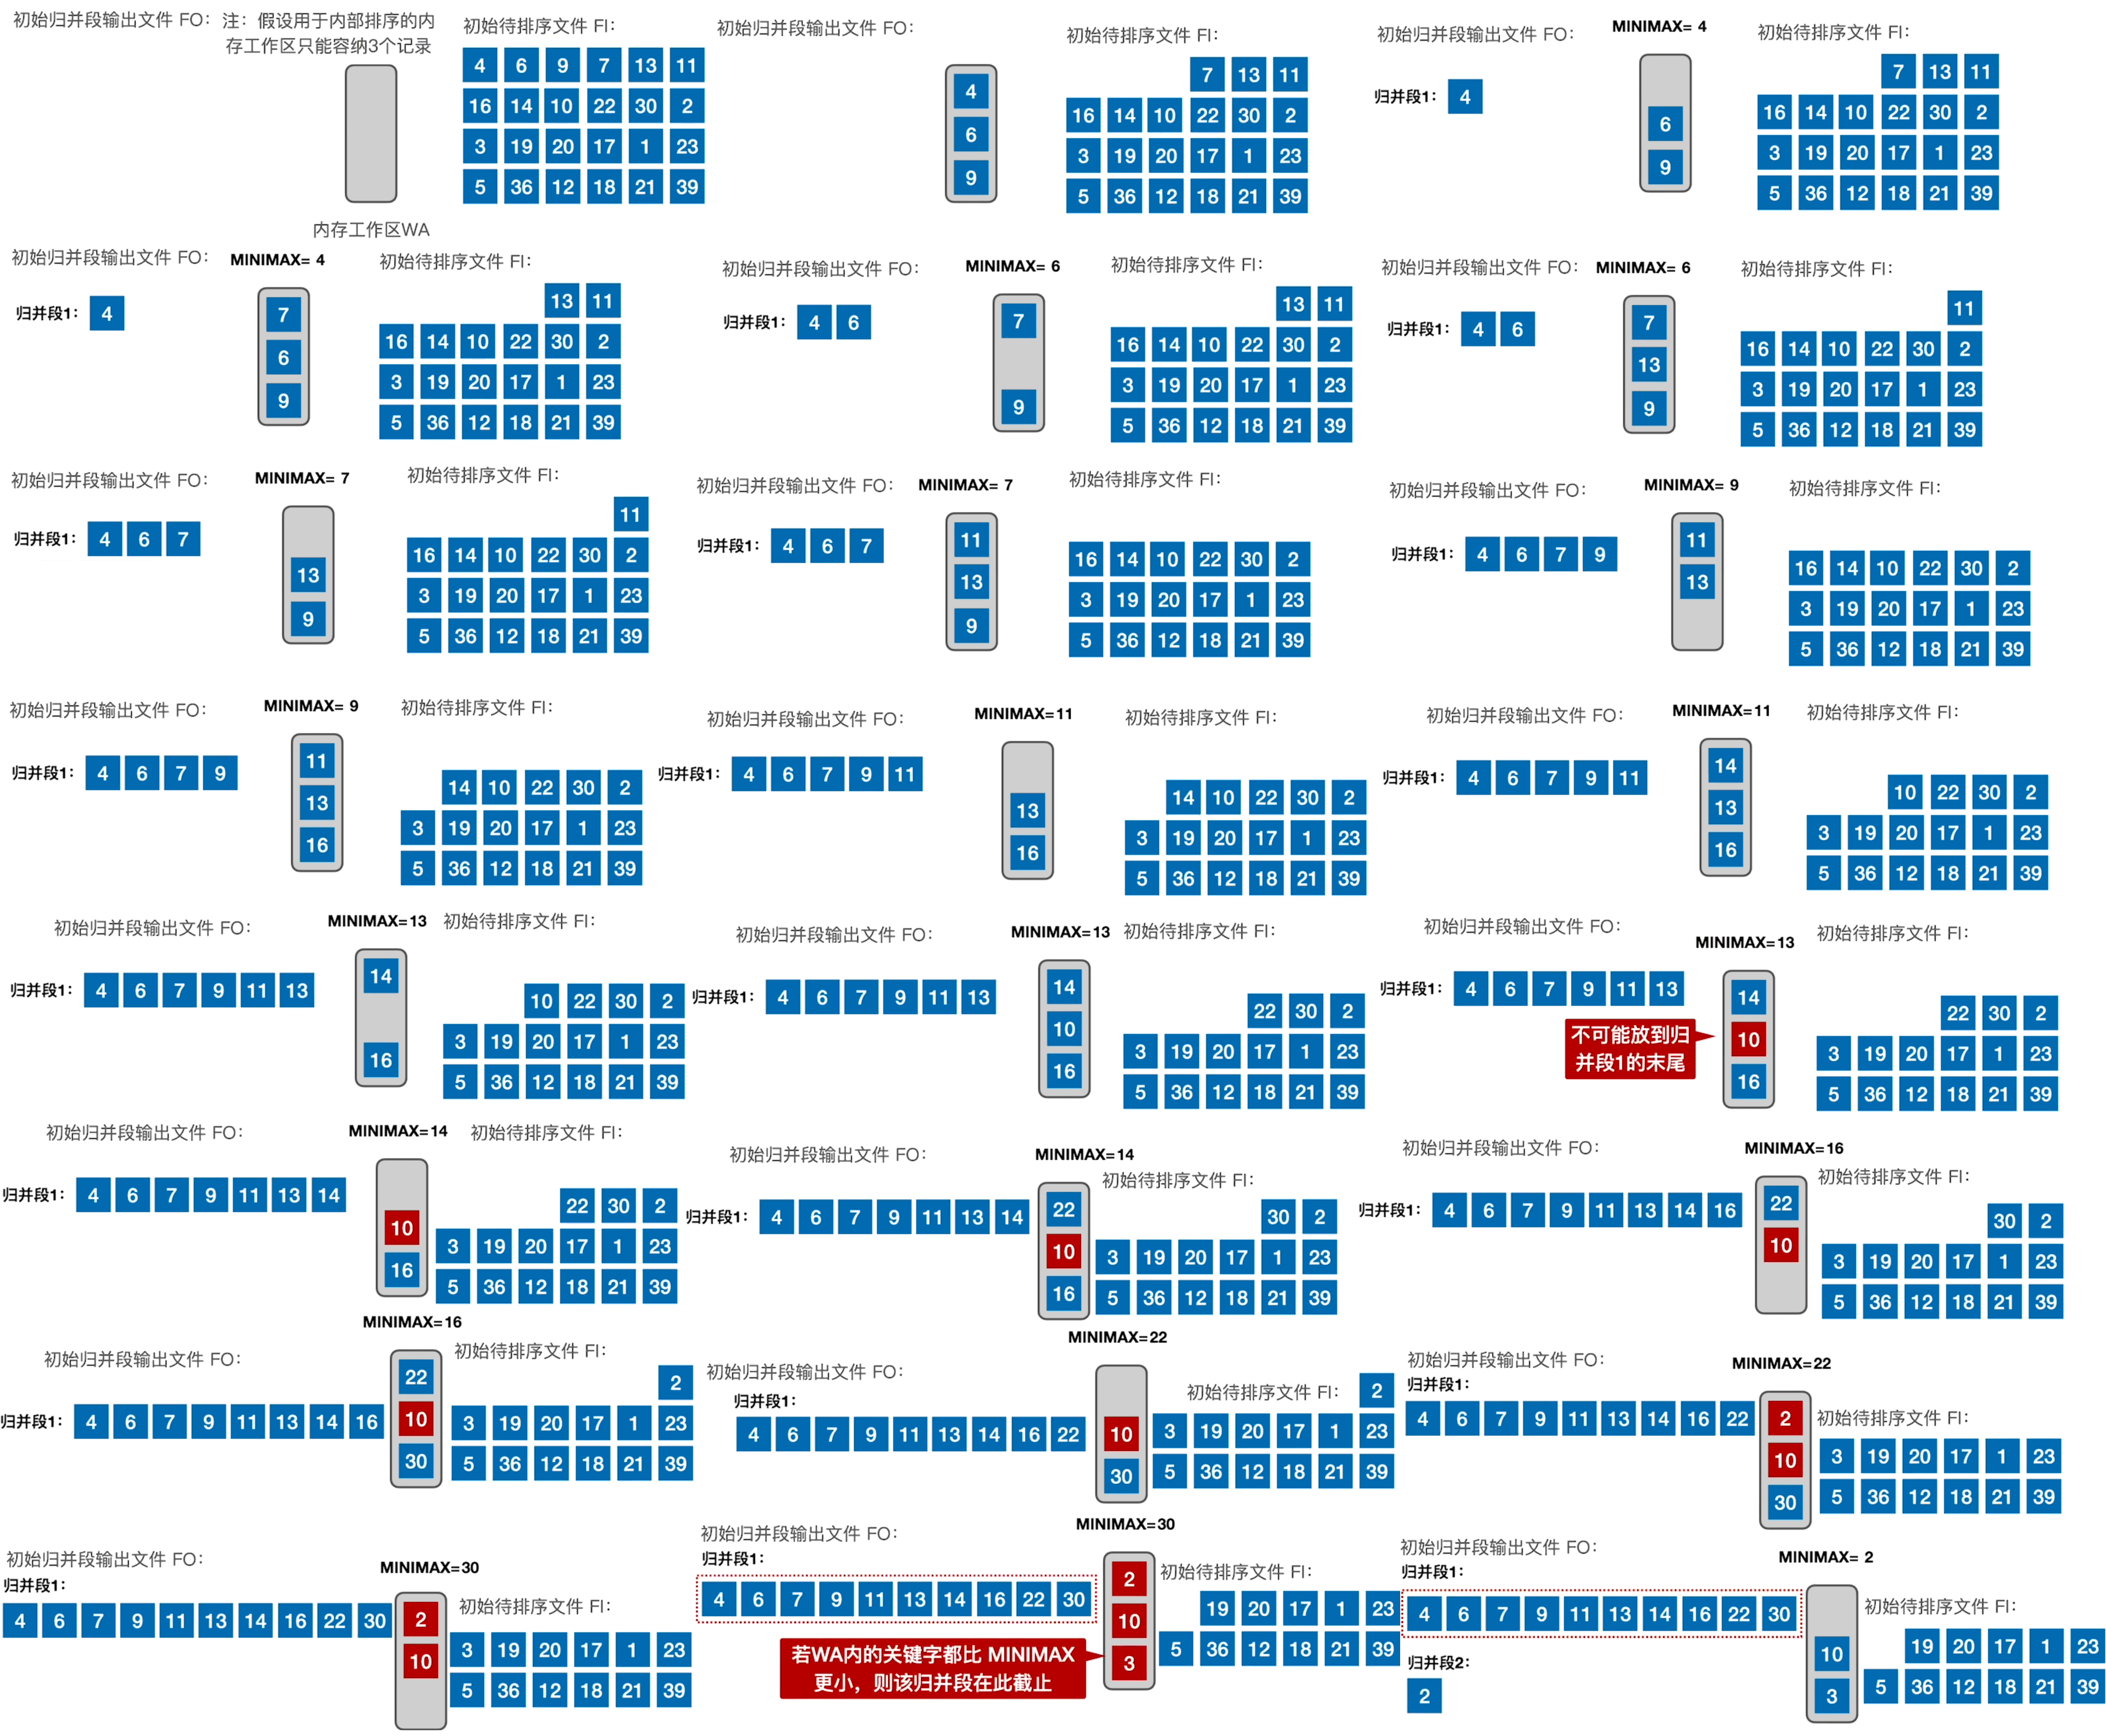 初始归并段输出文件 FO：
注：假设用于内部排序的内
存工作区只能容纳3个记录
初始待排序文件 FI：
4 6 9 7 13 11
16 14 10 22 30 2
3 19 20 17 1 23
5 36 12 18 21 39
内存工作区WA
初始归并段输出文件 FO：
4
6
9
初始待排序文件 FI：
7 13 11
16 14 10 22 30 2
3 19 20 17 1 23
5 36 12 18 21 39
初始归并段输出文件 FO：
归并段1： 4
MINIMAX= 4
6
9
初始待排序文件 FI：
7 13 11
16 14 10 22 30 2
3 19 20 17 1 23
5 36 12 18 21 39
初始归并段输出文件 FO：
归并段1： 4
MINIMAX= 4
7
6
9
初始待排序文件 FI：
13 11
16 14 10 22 30 2
3 19 20 17 1 23
5 36 12 18 21 39
初始归并段输出文件 FO：
归并段1： 4 6
MINIMAX= 6
7
9
初始待排序文件 FI：
13 11
16 14 10 22 30 2
3 19 20 17 1 23
5 36 12 18 21 39
初始归并段输出文件 FO：
归并段1： 4 6
MINIMAX= 6
7
13
9
初始待排序文件 FI：
11
16 14 10 22 30 2
3 19 20 17 1 23
5 36 12 18 21 39
初始归并段输出文件 FO：
归并段1： 4 6 7
MINIMAX= 7
13
9
初始待排序文件 FI：
11
16 14 10 22 30 2
3 19 20 17 1 23
5 36 12 18 21 39
初始归并段输出文件 FO：
归并段1： 4 6 7
MINIMAX= 7
11
13
9
初始待排序文件 FI：
16 14 10 22 30 2
3 19 20 17 1 23
5 36 12 18 21 39
初始归并段输出文件 FO：
归并段1： 4 6 7 9
MINIMAX= 9
11
13
初始待排序文件 FI：
16 14 10 22 30 2
3 19 20 17 1 23
5 36 12 18 21 39
初始归并段输出文件 FO：
归并段1： 4 6 7 9
MINIMAX= 9
11
13
16
初始待排序文件 FI：
14 10 22 30 2
3 19 20 17 1 23
5 36 12 18 21 39
初始归并段输出文件 FO：
归并段1： 4 6 7 9 11
MINIMAX=11
13
16
初始待排序文件 FI：
14 10 22 30 2
3 19 20 17 1 23
5 36 12 18 21 39
初始归并段输出文件 FO：
归并段1： 4 6 7 9 11
MINIMAX=11
14
13
16
初始待排序文件 FI：
10 22 30 2
3 19 20 17 1 23
5 36 12 18 21 39
初始归并段输出文件 FO：
归并段1： 4 6 7 9 11 13
MINIMAX=13
14
16
初始待排序文件 FI：
10 22 30 2
3 19 20 17 1 23
5 36 12 18 21 39
初始归并段输出文件 FO：
归并段1： 4 6 7 9 11 13
MINIMAX=13
14
10
16
初始待排序文件 FI：
22 30 2
3 19 20 17 1 23
5 36 12 18 21 39
初始归并段输出文件 FO：
归并段1： 4 6 7 9 11 13
不可能放到归
并段1的末尾
MINIMAX=13
14
10
16
初始待排序文件 FI：
22 30 2
3 19 20 17 1 23
5 36 12 18 21 39
初始归并段输出文件 FO：
归并段1： 4 6 7 9 11 13 14
MINIMAX=14
10
16
初始待排序文件 FI：
22 30 2
3 19 20 17 1 23
5 36 12 18 21 39
初始归并段输出文件 FO：
归并段1： 4 6 7 9 11 13 14
MINIMAX=14
22
10
16
初始待排序文件 FI：
30 2
3 19 20 17 1 23
5 36 12 18 21 39
初始归并段输出文件 FO：
归并段1： 4 6 7 9 11 13 14 16
MINIMAX=16
22
10
初始待排序文件 FI：
30 2
3 19 20 17 1 23
5 36 12 18 21 39
初始归并段输出文件 FO：
归并段1： 4 6 7 9 11 13 14 16
MINIMAX=16
22
10
30
初始待排序文件 FI：
2
3 19 20 17 1 23
5 36 12 18 21 39
初始归并段输出文件 FO：
归并段1：
4 6 7 9 11 13 14 16 22
MINIMAX=22
10
30
初始待排序文件 FI： 2
3 19 20 17 1 23
5 36 12 18 21 39
初始归并段输出文件 FO：
归并段1：
4 6 7 9 11 13 14 16 22
MINIMAX=22
2
10
30
初始待排序文件 FI：
3 19 20 17 1 23
5 36 12 18 21 39
初始归并段输出文件 FO：
归并段1：
4 6 7 9 11 13 14 16 22 30
MINIMAX=30
2
10
初始待排序文件 FI：
3 19 20 17 1 23
5 36 12 18 21 39
初始归并段输出文件 FO：
归并段1：
4 6 7 9 11 13 14 16 22 30
若WA内的关键字都比 MINIMAX
更小，则该归并段在此截止
MINIMAX=30
2
10
3
初始待排序文件 FI：
19 20 17 1 23
5 36 12 18 21 39
初始归并段输出文件 FO：
归并段1：
4 6 7 9 11 13 14 16 22 30
归并段2：
2
MINIMAX= 2
10
3
初始待排序文件 FI：
19 20 17 1 23
5 36 12 18 21 39